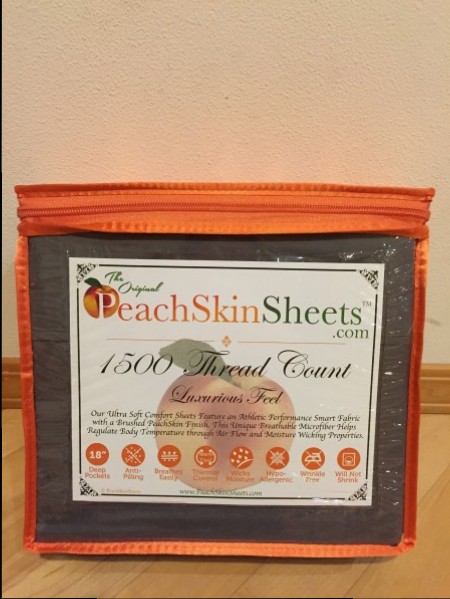 The Original
PeachSkinSheets™
.com
1500 Thread Count
Luxurious Feel
Our Ultra Soft Comfort Sheets Feature an Athletic Performance Smart Fabric
with a Brushed PeachSkin Finish. This Unique Breathable Microfiber Helps
Regulate Body Temperature through Air Flow and Moisture Wicking Properties.
18" Deep Pockets
Anti-Pilling
Breathes Easily
Thermal Control
Wicks Moisture
Hypo-Allergenic
Wrinkle Free
Will Not Shrink
www.PeachSkinSheets.com